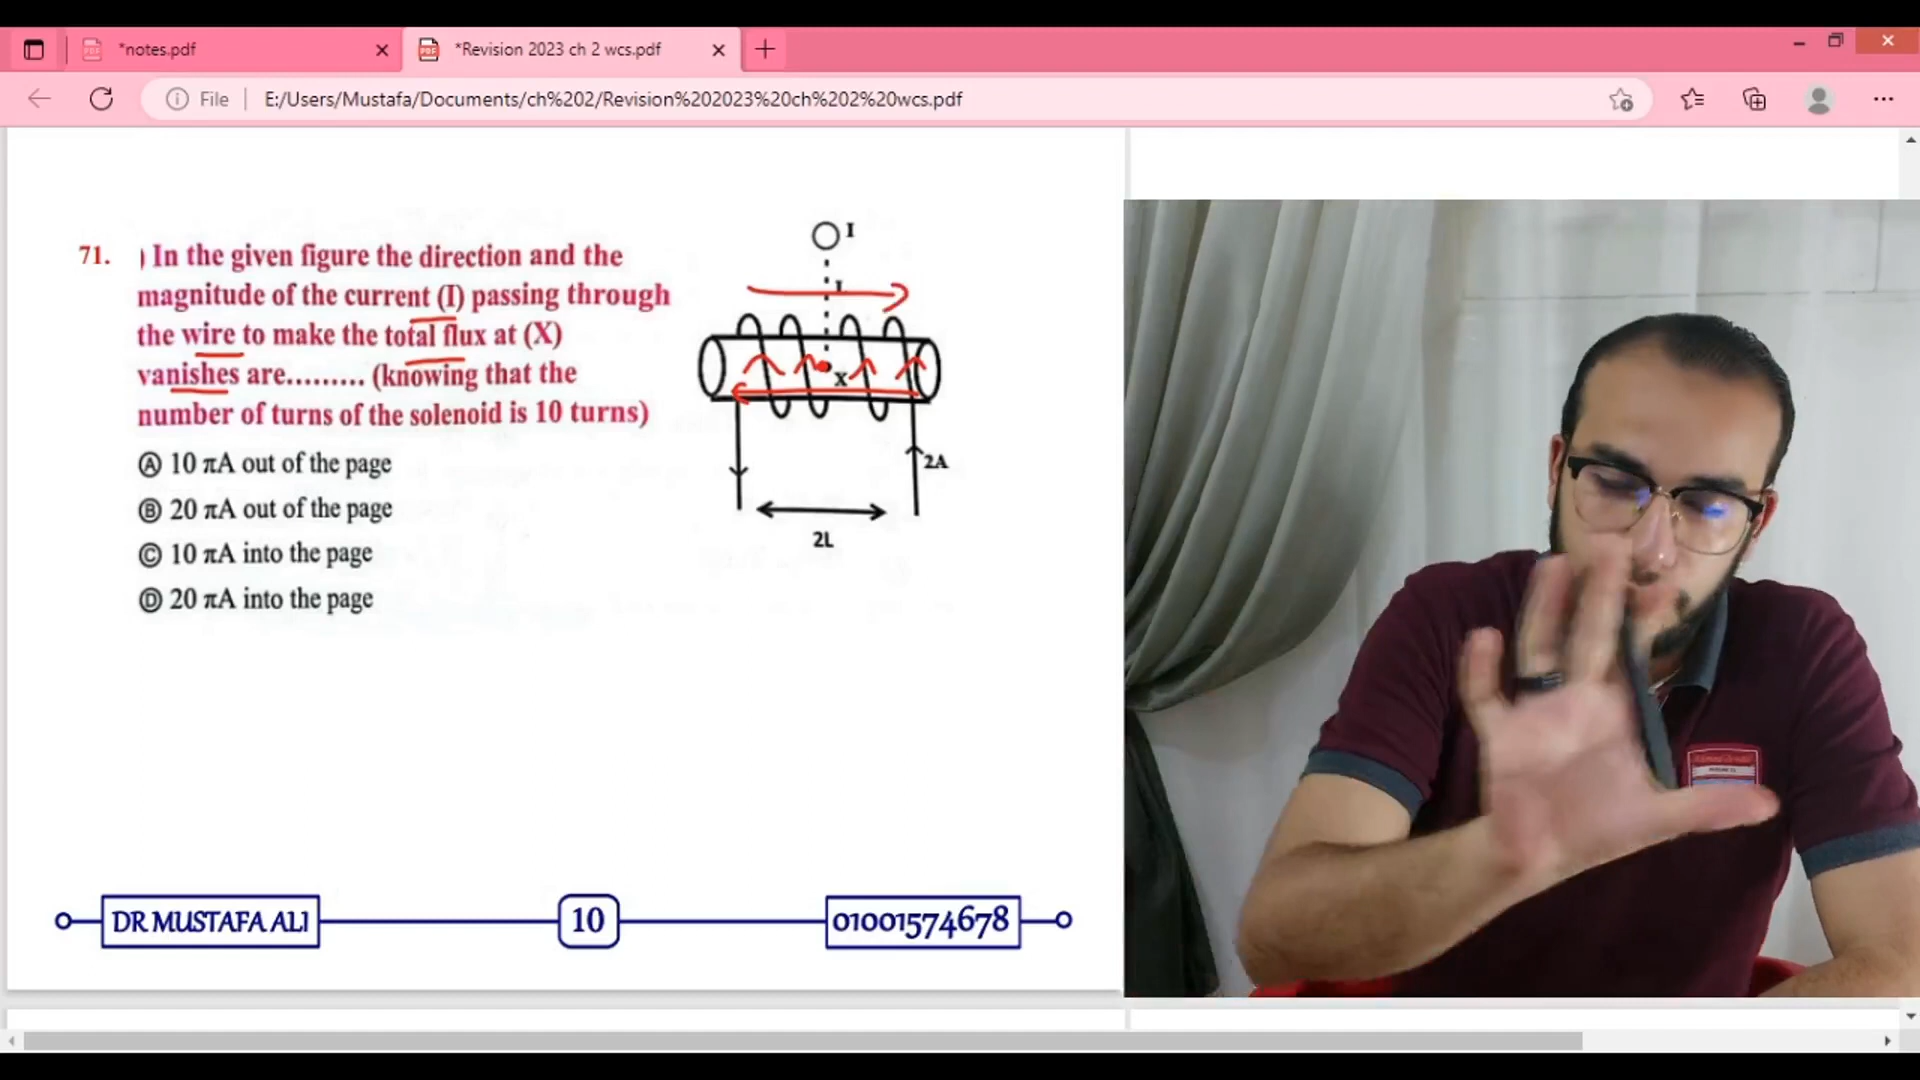 *notes.pdf
*Revision 2023 ch 2 wcs.pdf
File
E:/Users/Mustafa/Documents/ch%202/Revision%202023%20ch%202%20wcs.pdf
71. ) In the given figure the direction and the
magnitude of the current (I) passing through
the wire to make the total flux at (X)
vanishes are......... (knowing that the
number of turns of the solenoid is 10 turns)
Ⓐ 10 πA out of the page
Ⓑ 20 πA out of the page
Ⓒ 10 πA into the page
Ⓓ 20 πA into the page
I
X
2A
2L
DR MUSTAFA ALI
10
01001574678